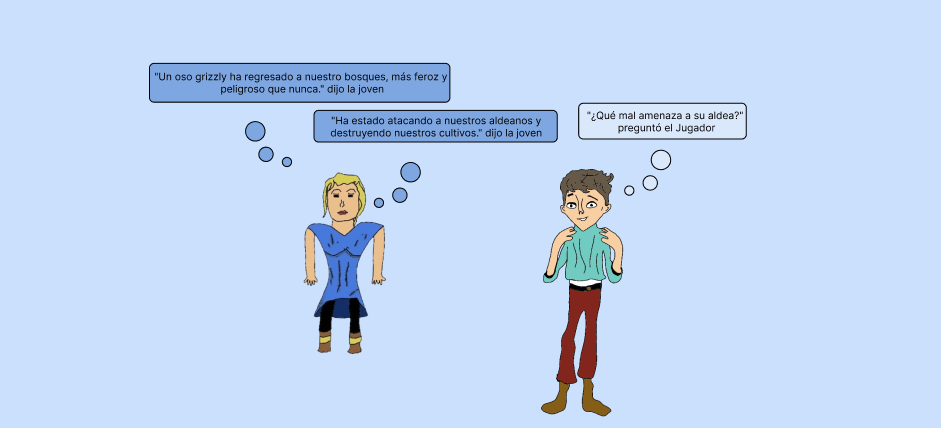 "Un oso grizzly ha regresado a nuestro bosques, más feroz y
peligroso que nunca." dijo la joven
"Ha estado atacando a nuestros aldeanos y
destruyendo nuestros cultivos." dijo la joven
"¿Qué mal amenaza a su aldea?"
preguntó el Jugador